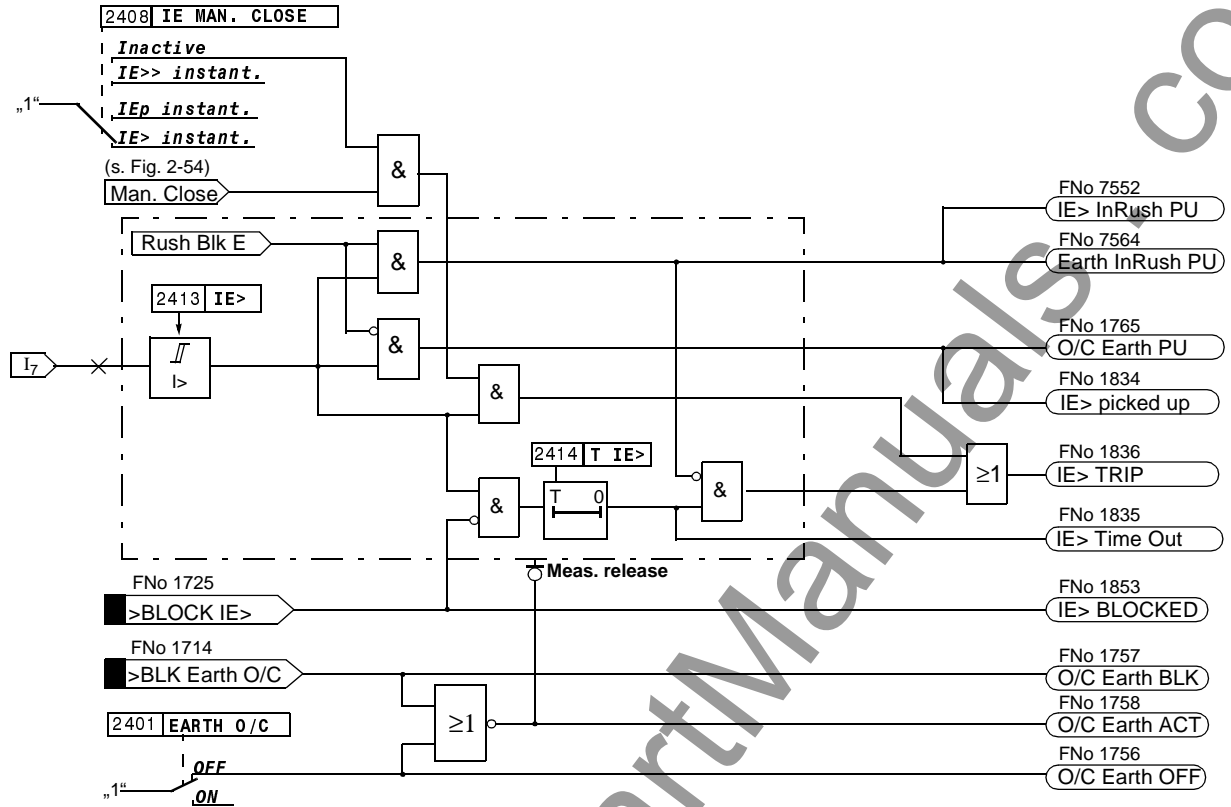 2408 IE MAN. CLOSE
Inactive
IE>> instant.
„1“
IEp instant.
IE> instant.
(s. Fig. 2-54)
Man. Close
&
Rush Blk E
&
2413 IE>
&
I7
I>
&
2414 T IE>
&
T 0
&
≥1
Meas. release
FNo 7552
IE> InRush PU
FNo 7564
Earth InRush PU
FNo 1765
O/C Earth PU
FNo 1834
IE> picked up
FNo 1836
IE> TRIP
FNo 1835
IE> Time Out
FNo 1725
>BLOCK IE>
FNo 1853
IE> BLOCKED
FNo 1714
>BLK Earth O/C
FNo 1757
O/C Earth BLK
≥1
FNo 1758
O/C Earth ACT
2401 EARTH O/C
OFF
„1“
ON
FNo 1756
O/C Earth OFF
artManuals . co